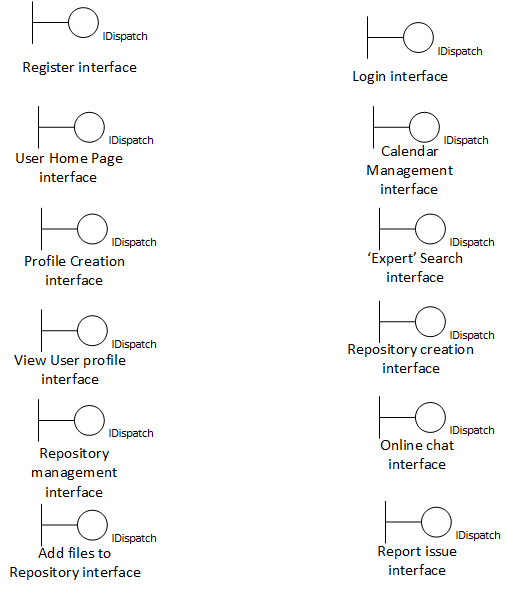 IDispatch
Register interface
IDispatch
Login interface
IDispatch
User Home Page
interface
IDispatch
Calendar
Management
interface
IDispatch
Profile Creation
interface
IDispatch
‘Expert’ Search
interface
IDispatch
View User profile
interface
IDispatch
Repository creation
interface
IDispatch
Repository
management
interface
IDispatch
Online chat
interface
IDispatch
Add files to
Repository interface
IDispatch
Report issue
interface